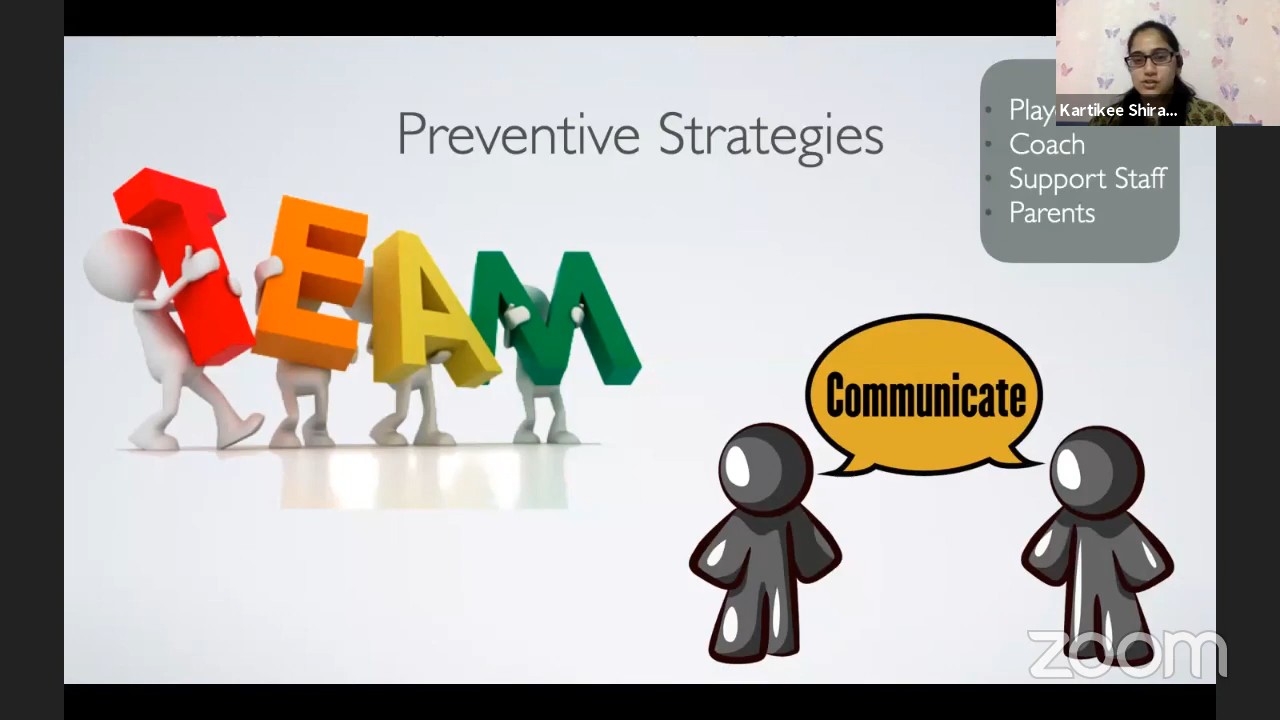 Preventive Strategies
• Play
• Coach
• Support Staff
• Parents
Kartikee Shira...
TEAM
Communicate
zoom